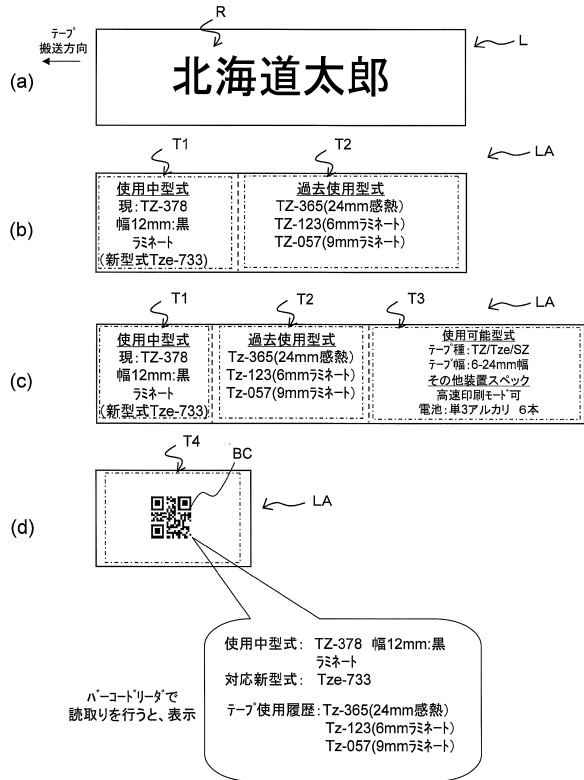 R
テープ
搬送方向
L
(a)
北海道太郎
T1
T2
LA
(b)
使用中型式
現:TZ-378
幅12mm:黒
ラミネート
(新型式Tze-733)
過去使用型式
TZ-365(24mm感熱)
TZ-123(6mmラミネート)
TZ-057(9mmラミネート)
T1
T2
T3
LA
(c)
使用中型式
現:TZ-378
幅12mm:黒
ラミネート
(新型式Tze-733)
過去使用型式
Tz-365(24mm感熱)
Tz-123(6mmラミネート)
Tz-057(9mmラミネート)
使用可能型式
テープ種:TZ/Tze/SZ
テープ幅:6-24mm幅
その他装置スペック
高速印刷モード可
電池:単3アルカリ 6本
T4
BC
LA
(d)
使用中型式: TZ-378 幅12mm:黒
ラミネート
対応新型式: Tze-733
テープ使用履歴:Tz-365(24mm感熱)
Tz-123(6mmラミネート)
Tz-057(9mmラミネート)
バーコードリーダで
読取りを行うと、表示